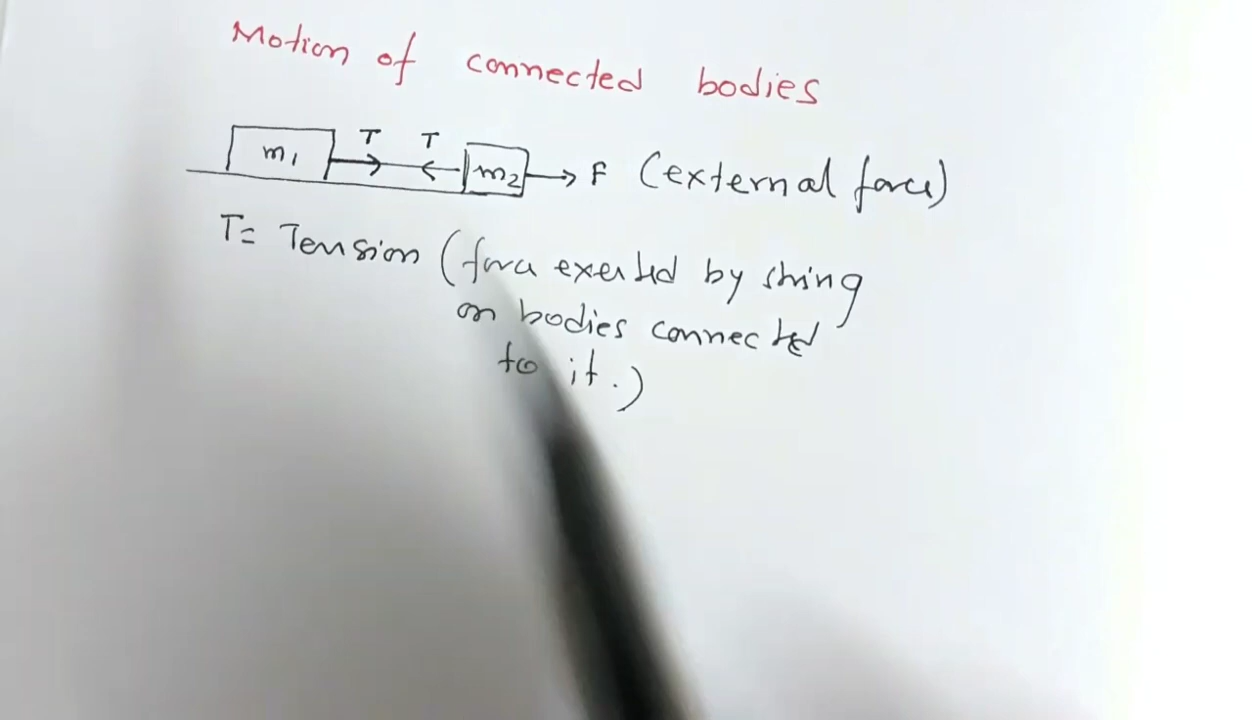 Motion of connected bodies
m1 T T m2 F (external force)
T= Tension (force exerted by string
on bodies connected
to it.)